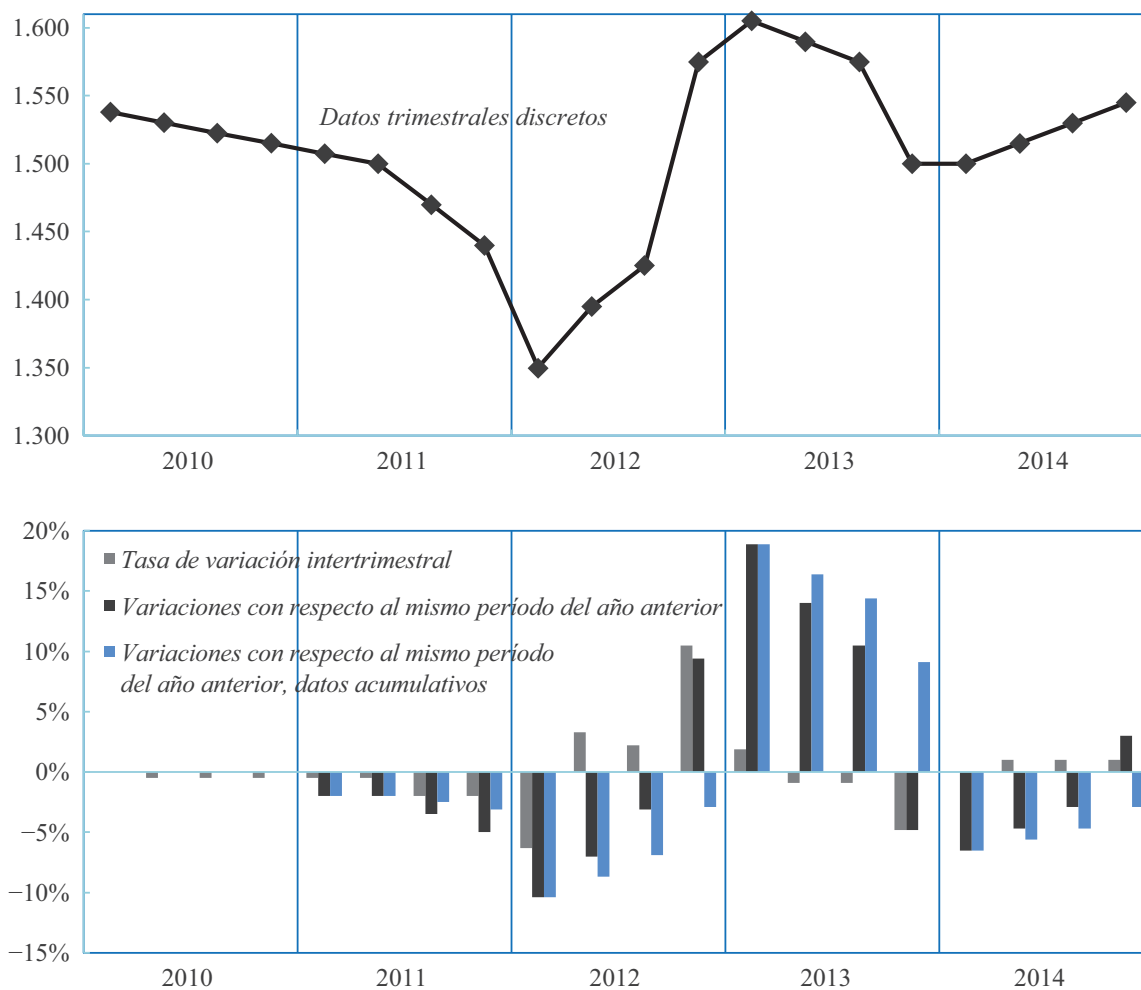 1.600
1.550
1.500
1.450
1.400
1.350
1.300
Datos trimestrales discretos
2010 2011 2012 2013 2014
20%
15%
10%
5%
0%
−5%
−10%
−15%
Tasa de variación intertrimestral
Variaciones con respecto al mismo período del año anterior
Variaciones con respecto al mismo período
del año anterior, datos acumulativos
2010 2011 2012 2013 2014